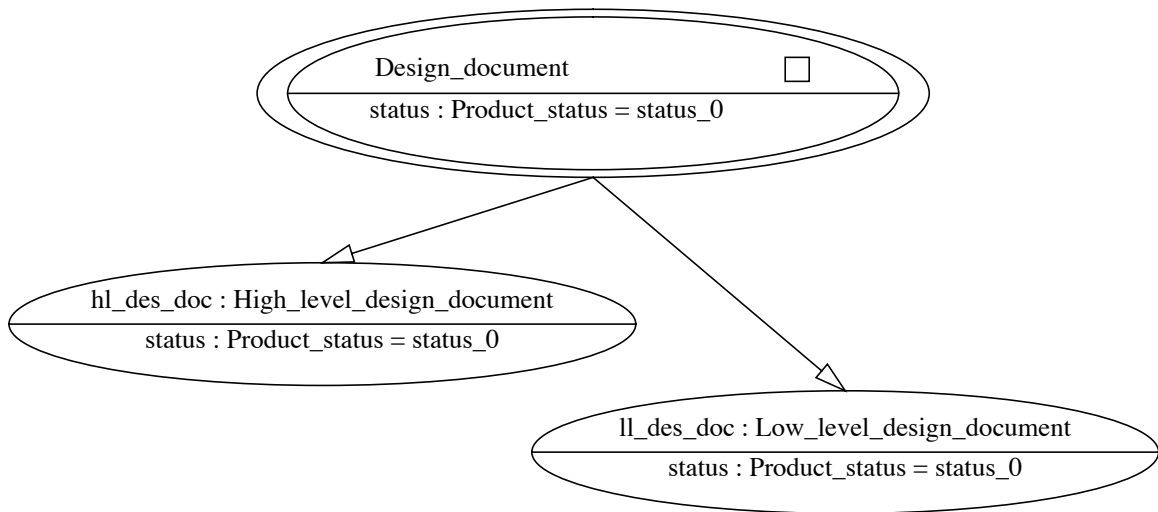 Design_document
status : Product_status = status_0
hl_des_doc : High_level_design_document
status : Product_status = status_0
ll_des_doc : Low_level_design_document
status : Product_status = status_0